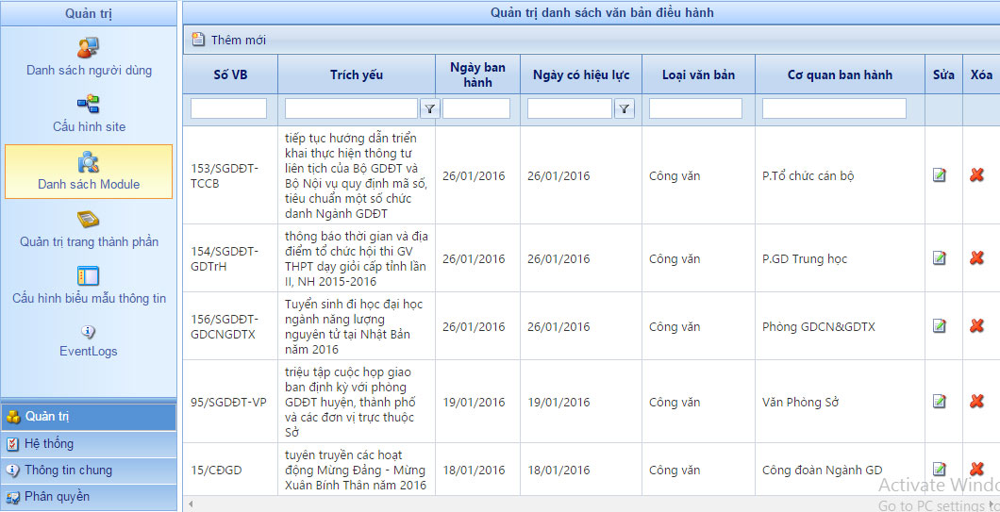 Quản trị
Danh sách người dùng
Cấu hình site
Danh sách Module
Quản trị trang thành phần
Cấu hình biểu mẫu thông tin
EventLogs
Quản trị
Hệ thống
Thông tin chung
Phân quyền
Quản trị danh sách văn bản điều hành
Thêm mới
Số VB
Trích yếu
Ngày ban
hành
Ngày có hiệu lực
Loại văn bản
Cơ quan ban hành
Sửa
Xóa
153/SGDĐT-
TCCB
tiếp tục hướng dẫn triển
khai thực hiện thông tư
liên tịch của Bộ GDĐT và
Bộ Nội vụ quy định mã số,
tiêu chuẩn một số chức
danh Ngành GDĐT
26/01/2016
26/01/2016
Công văn
P.Tổ chức cán bộ
154/SGDĐT-
GDTrH
thông báo thời gian và địa
điểm tổ chức hội thi GV
THPT dạy giỏi cấp tỉnh lần
II, NH 2015-2016
26/01/2016
26/01/2016
Công văn
P.GD Trung học
156/SGDĐT-
GDCNGDTX
Tuyển sinh đi học đại học
ngành năng lượng
nguyên tử tại Nhật Bản
năm 2016
26/01/2016
26/01/2016
Công văn
Phòng GDCN&GDTX
95/SGDĐT-VP
triệu tập cuộc họp giao
ban định kỳ với phòng
GDĐT huyện, thành phố
và các đơn vị trực thuộc
Sở
19/01/2016
19/01/2016
Công văn
Văn Phòng Sở
15/CĐGD
tuyên truyền các hoạt
động Mừng Đảng - Mừng
Xuân Bính Thân năm 2016
18/01/2016
18/01/2016
Công văn
Công đoàn Ngành GD
Activate Windo
Go to PC settings to